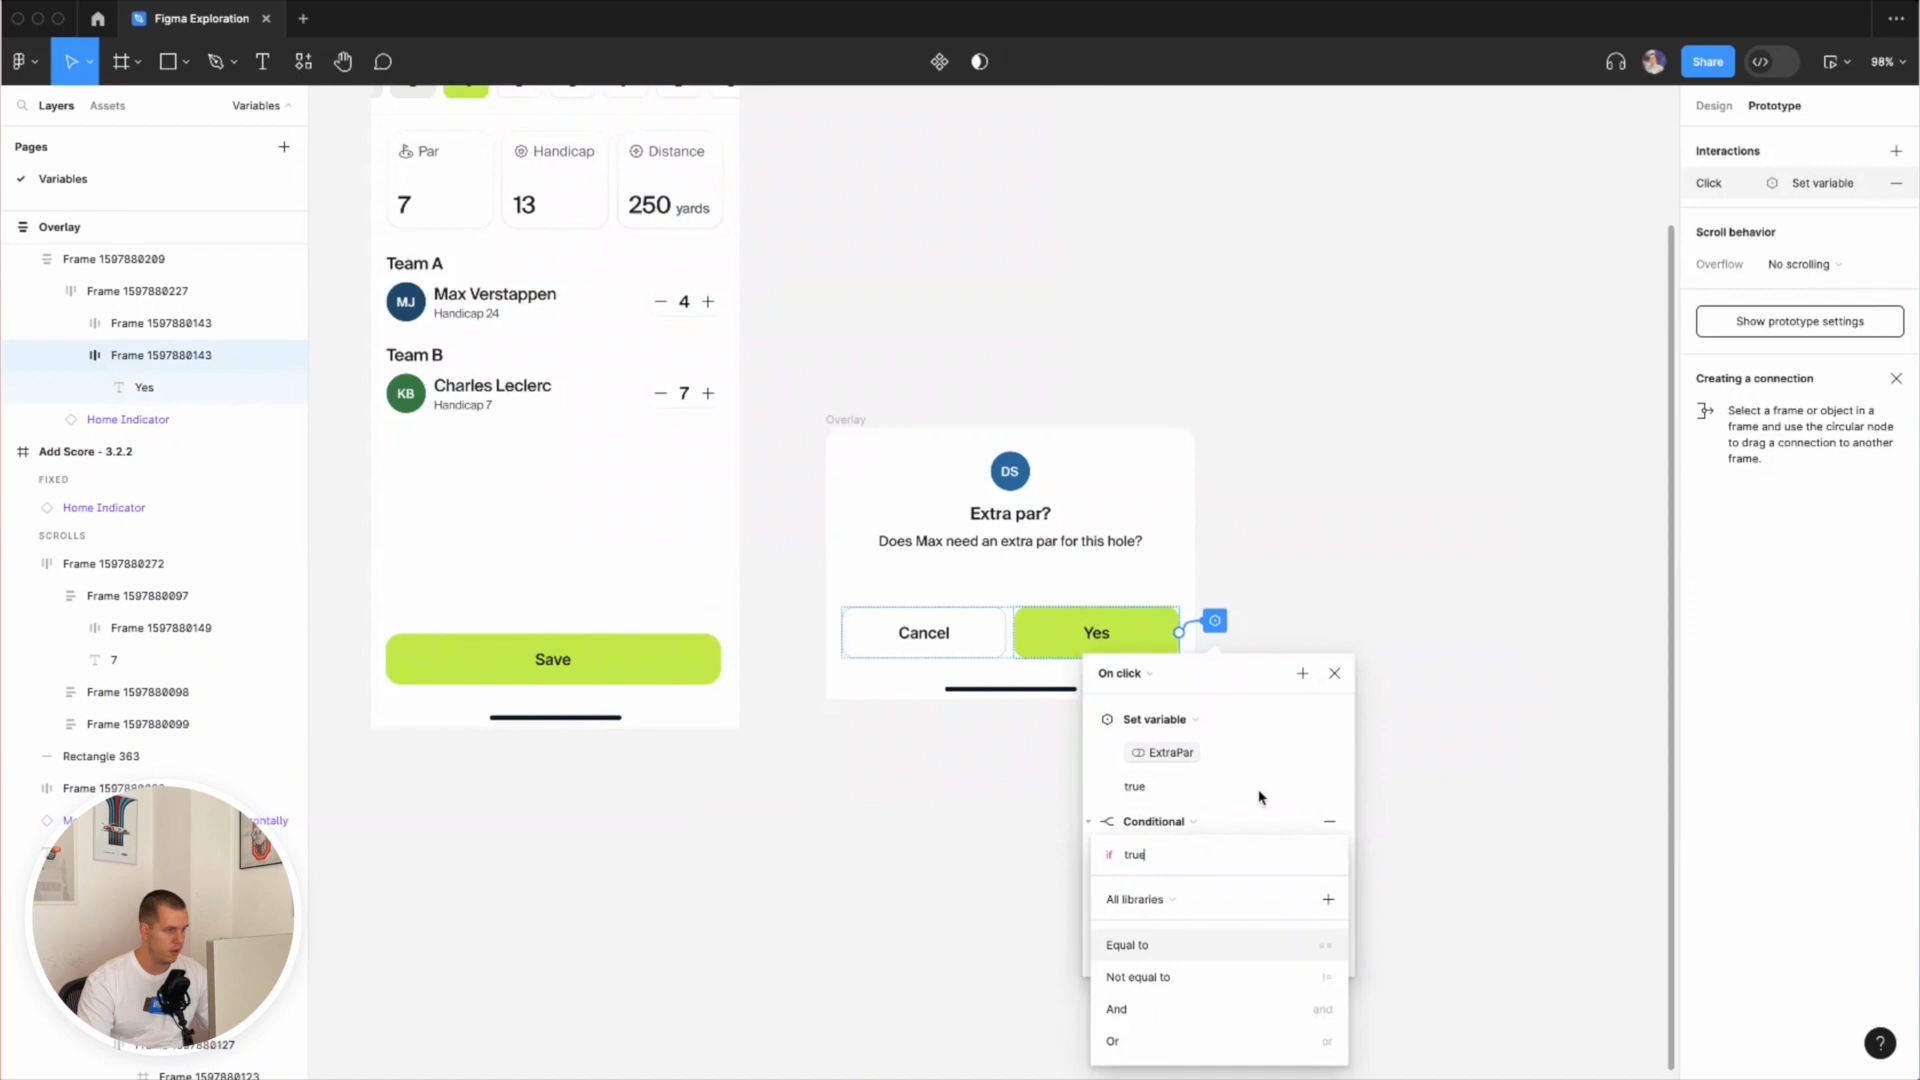 Figma Exploration
Share
98%
Layers
Assets
Variables
Pages
Variables
Overlay
Frame 1597880209
Frame 1597880227
Frame 1597880143
Frame 1597880143
Yes
Home Indicator
Add Score - 3.2.2
FIXED
Home Indicator
SCROLLS
Frame 1597880272
Frame 1597880097
Frame 1597880149
7
Frame 1597880098
Frame 1597880099
Rectangle 363
Frame 1597880123
Par
7
Handicap
13
Distance
250 yards
Team A
MJ
Max Verstappen
Handicap 24
4
Team B
KB
Charles Leclerc
Handicap 7
7
Save
Overlay
DS
Extra par?
Does Max need an extra par for this hole?
Cancel
Yes
On click
Set variable
ExtraPar
true
Conditional
if true
All libraries
Equal to ==
Not equal to !=
And and
Or or
Design
Prototype
Interactions
Click
Set variable
Scroll behavior
Overflow
No scrolling
Show prototype settings
Creating a connection
Select a frame or object in a
frame and use the circular node
to drag a connection to another
frame.
?